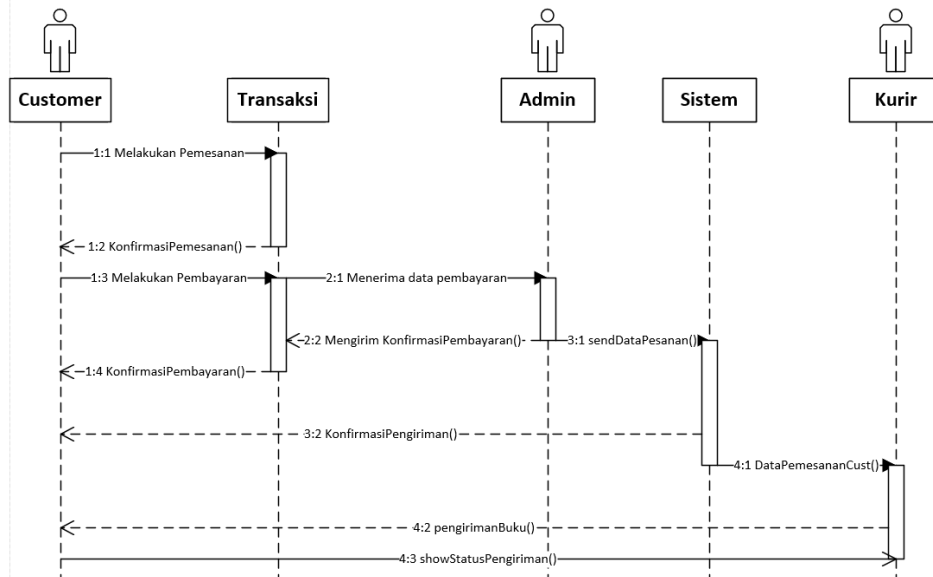 Customer
Transaksi
Admin
Sistem
Kurir
1:1 Melakukan Pemesanan
1:2 KonfirmasiPemesanan()
1:3 Melakukan Pembayaran
2:1 Menerima data pembayaran
2:2 Mengirim KonfirmasiPembayaran()
3:1 sendDataPesanan()
1:4 KonfirmasiPembayaran()
3:2 KonfirmasiPengiriman()
4:1 DataPemesananCust()
4:2 pengirimanBuku()
4:3 showStatusPengiriman()